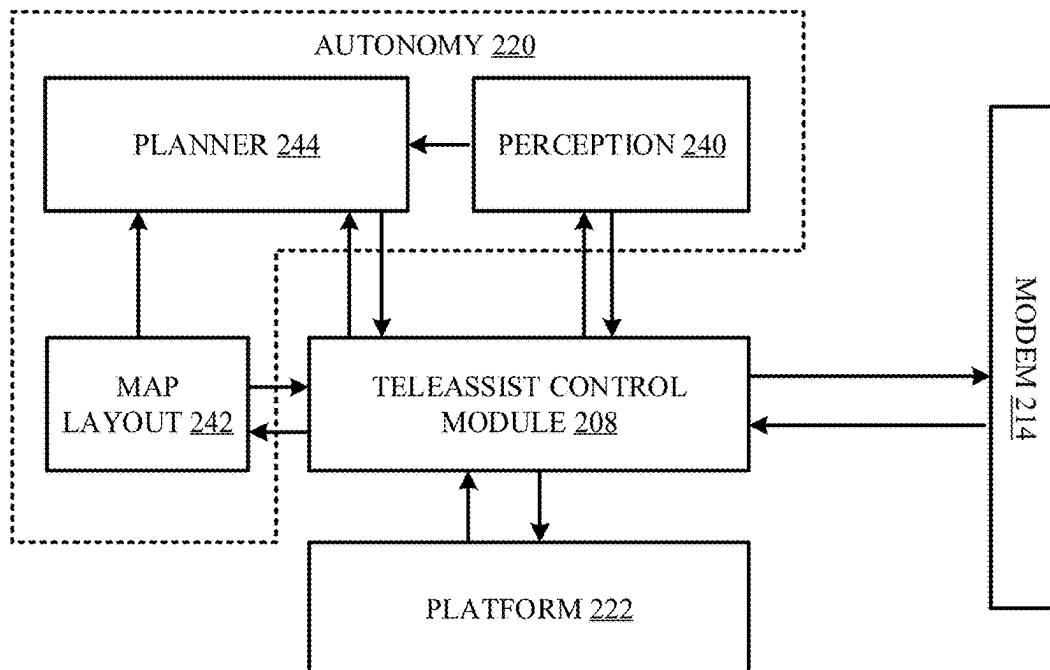 AUTONOMY 220
PLANNER 244
PERCEPTION 240
MODEM 214
MAP
LAYOUT 242
TELEASSIST CONTROL
MODULE 208
PLATFORM 222